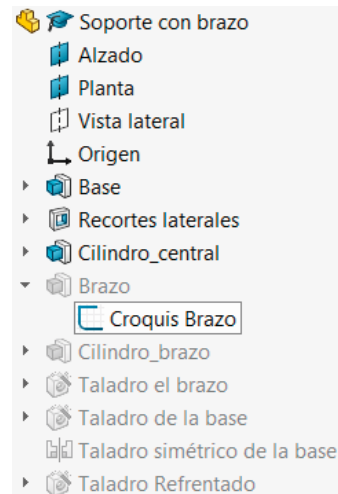 Soporte con brazo
Alzado
Planta
Vista lateral
Origen
Base
Recortes laterales
Cilindro_central
Brazo
Croquis Brazo
Cilindro_brazo
Taladro el brazo
Taladro de la base
Taladro simétrico de la base
Taladro Refrentado